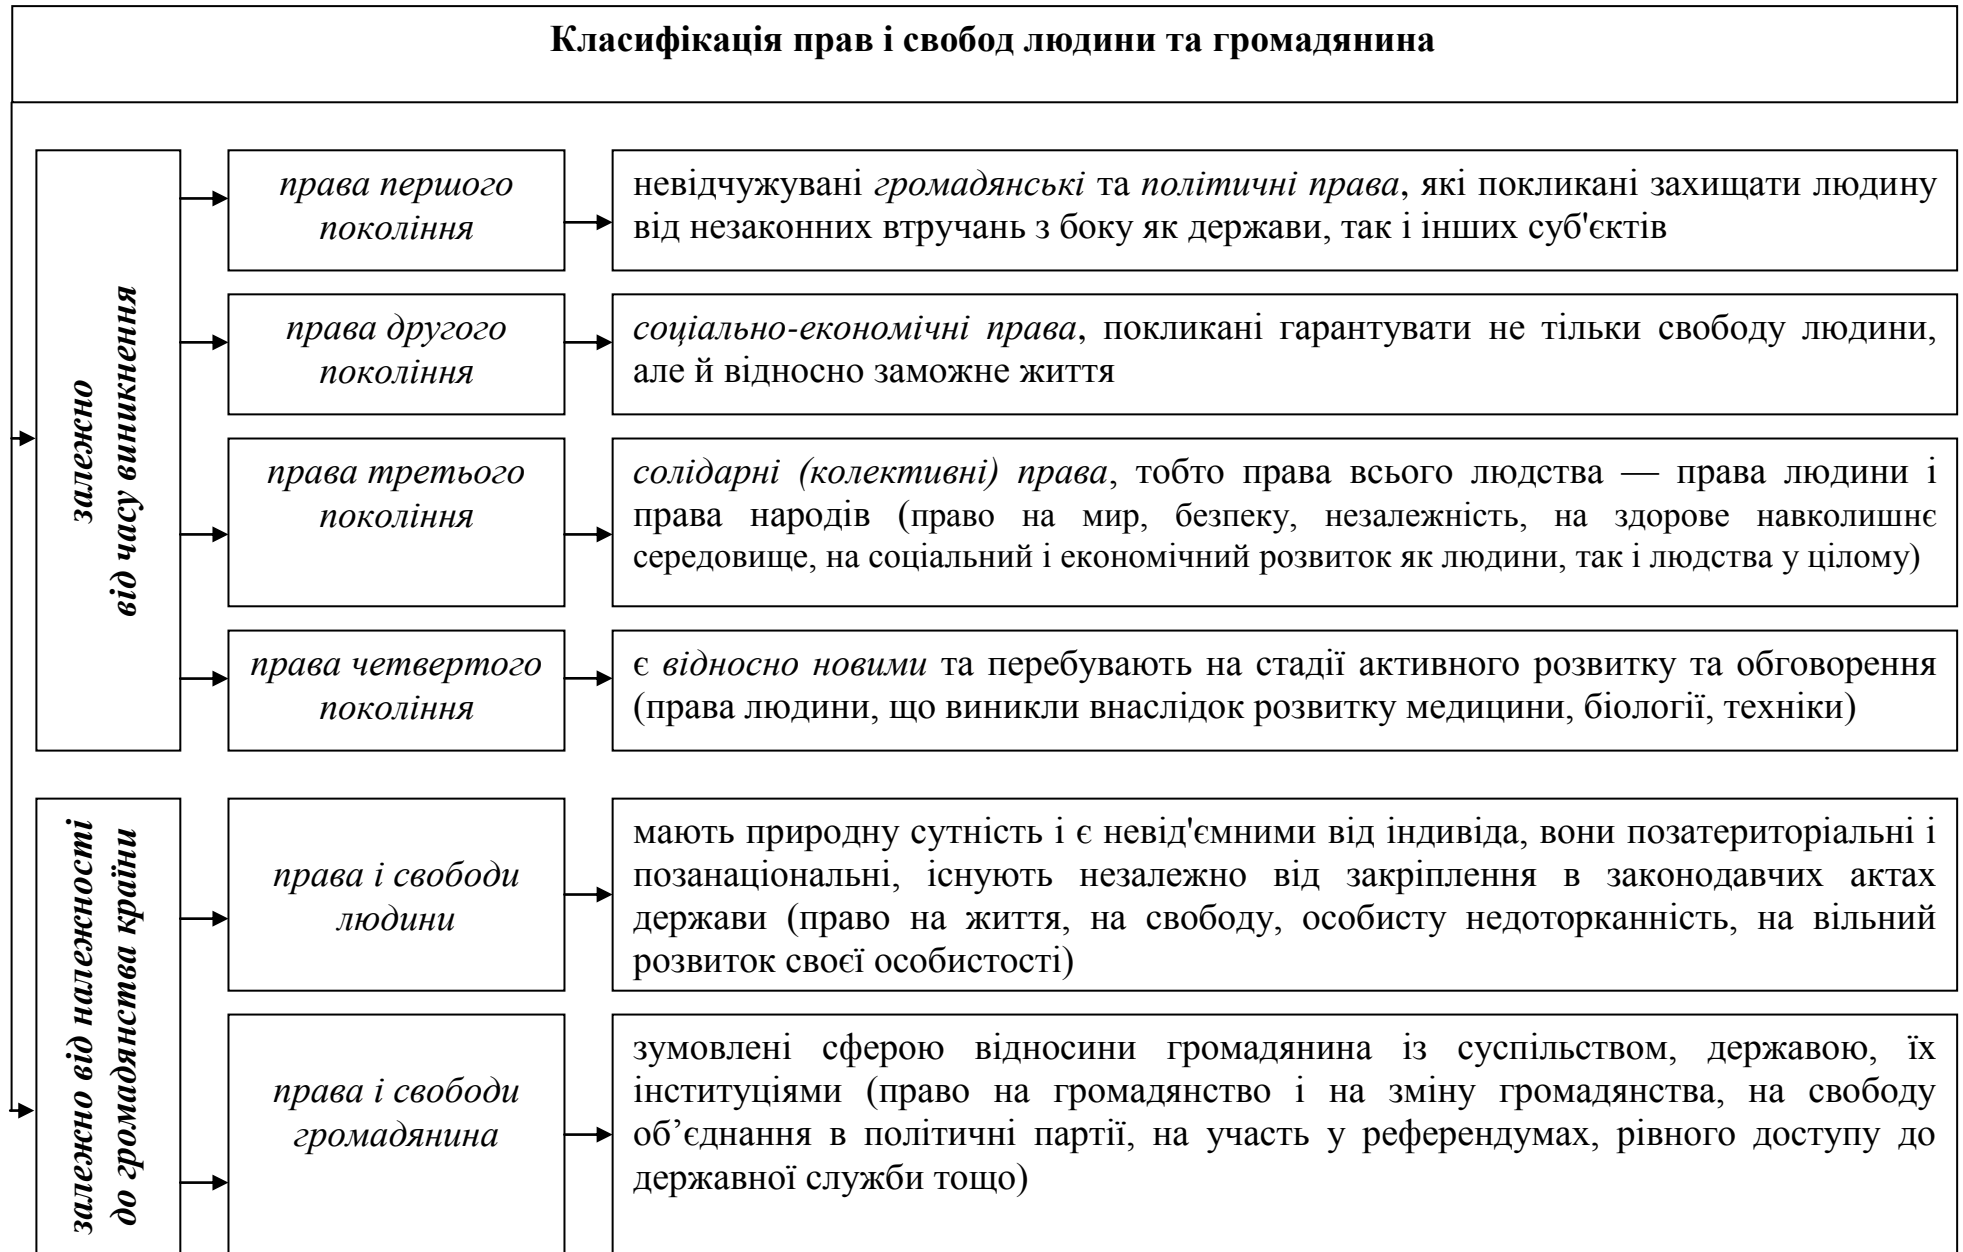 Класифікація прав і свобод людини та громадянина
залежно
від часу виникнення
права першого
покоління
невідчужувані громадянські та політичні права, які покликані захищати людину
від незаконних втручань з боку як держави, так і інших суб'єктів
права другого
покоління
соціально-економічні права, покликані гарантувати не тільки свободу людини,
але й відносно заможне життя
права третього
покоління
солідарні (колективні) права, тобто права всього людства — права людини і
права народів (право на мир, безпеку, незалежність, на здорове навколишнє
середовище, на соціальний і економічний розвиток як людини, так і людства у цілому)
права четвертого
покоління
є відносно новими та перебувають на стадії активного розвитку та обговорення
(права людини, що виникли внаслідок розвитку медицини, біології, техніки)
залежно від належності
до громадянства країни
права і свободи
людини
мають природну сутність і є невід'ємними від індивіда, вони позатериторіальні і
позанаціональні, існують незалежно від закріплення в законодавчих актах
держави (право на життя, на свободу, особисту недоторканність, на вільний
розвиток своєї особистості)
права і свободи
громадянина
зумовлені сферою відносини громадянина із суспільством, державою, їх
інституціями (право на громадянство і на зміну громадянства, на свободу
об’єднання в політичні партії, на участь у референдумах, рівного доступу до
державної служби тощо)